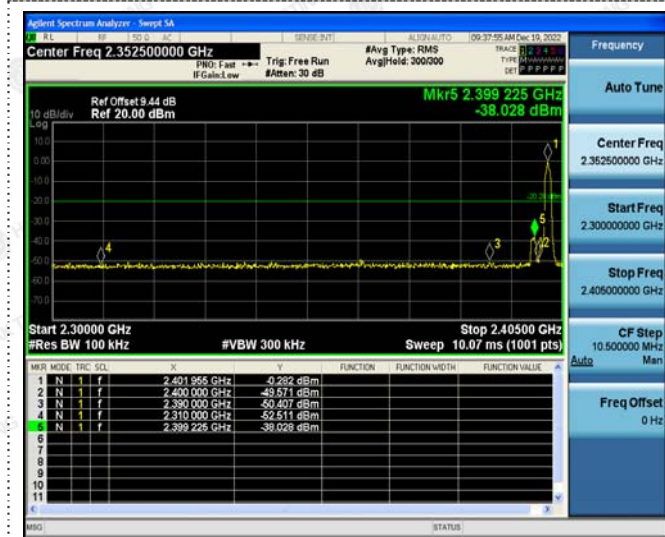 Agilent Spectrum Analyzer - Swept SA
RL RF 50 Ω AC SENSE:INT ALIGN AUTO 09:37:55 AM Dec 19, 2022
Center Freq 2.352500000 GHz #Avg Type: RMS TRACE 1 2 3 4 5 6
PNO: Fast Trig: Free Run Avg|Hold: 300/300 TYPE
IFGain:Low #Atten: 30 dB DET P P P P P P
Mkr5 2.399 225 GHz
-38.028 dBm
Ref Offset 9.44 dB
10 dB/div Ref 20.00 dBm
Log
10.0
0.00
-10.0
-20.0
-30.0
-40.0
-50.0
-60.0
-70.0
1
-20.28 dBm
5
4
3
2
Start 2.30000 GHz Stop 2.40500 GHz
#Res BW 100 kHz #VBW 300 kHz Sweep 10.07 ms (1001 pts)
MKR MODE TRC SCL X Y FUNCTION FUNCTION WIDTH FUNCTION VALUE
1 N 1 f 2.401 955 GHz -0.282 dBm
2 N 1 f 2.400 000 GHz -49.571 dBm
3 N 1 f 2.390 000 GHz -50.407 dBm
4 N 1 f 2.310 000 GHz -52.511 dBm
5 N 1 f 2.399 225 GHz -38.028 dBm
6
7
8
9
10
11
MSG STATUS
Frequency
Auto Tune
Center Freq
2.352500000 GHz
Start Freq
2.300000000 GHz
Stop Freq
2.405000000 GHz
CF Step
10.500000 MHz
Auto Man
Freq Offset
0 Hz